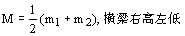 M = 1/2 (m₁ + m₂), 横梁右高左低